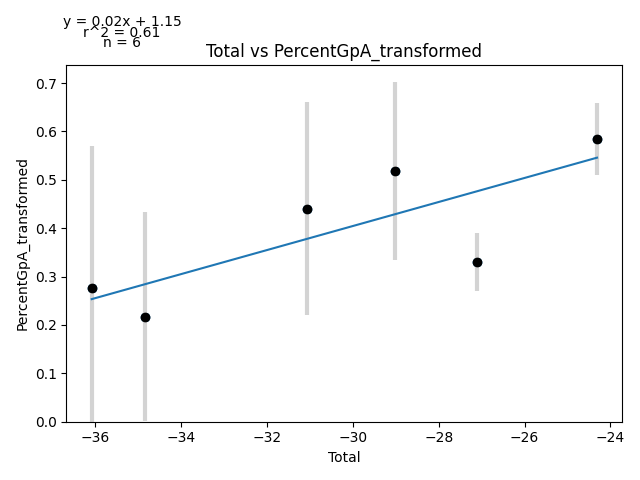 y = 0.02x + 1.15
r^2 = 0.61
n = 6
Total vs PercentGpA_transformed
PercentGpA_transformed
0.7
0.6
0.5
0.4
0.3
0.2
0.1
0.0
−36 −34 −32 −30 −28 −26 −24
Total